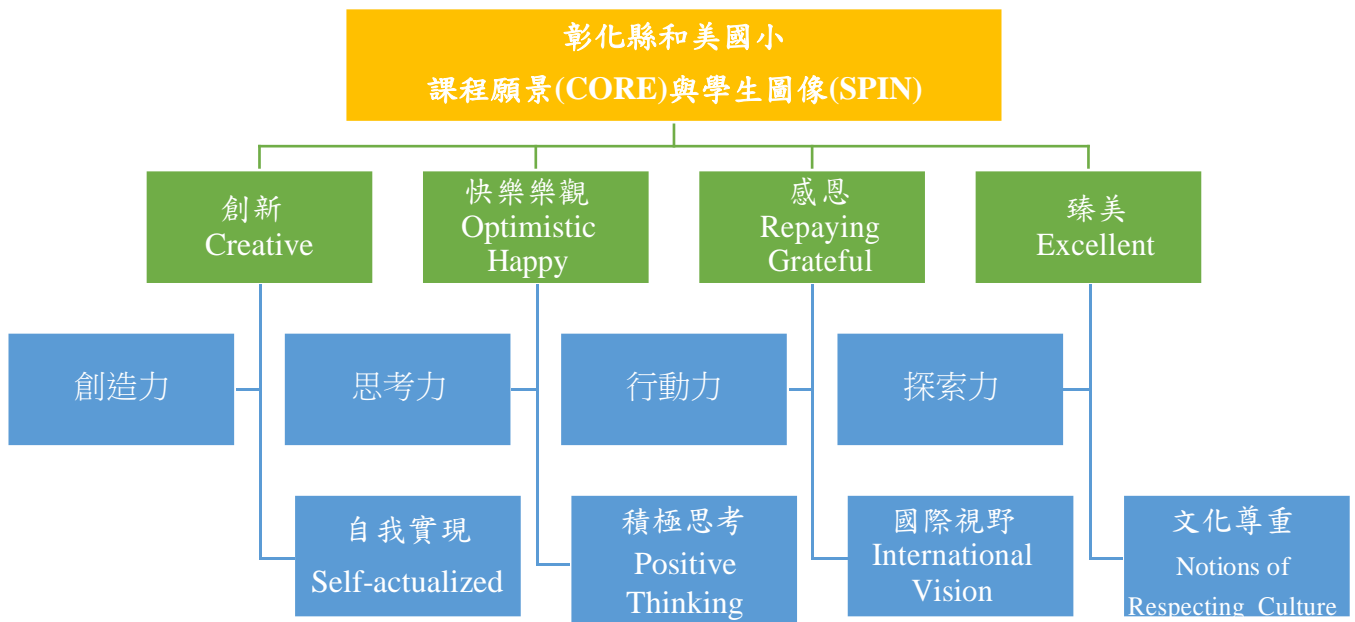 彰化縣和美國小
課程願景(CORE)與學生圖像(SPIN)
創新
Creative
快樂樂觀
Optimistic
Happy
感恩
Repaying
Grateful
臻美
Excellent
創造力
思考力
行動力
探索力
自我實現
Self-actualized
積極思考
Positive
Thinking
國際視野
International
Vision
文化尊重
Notions of
Respecting Culture